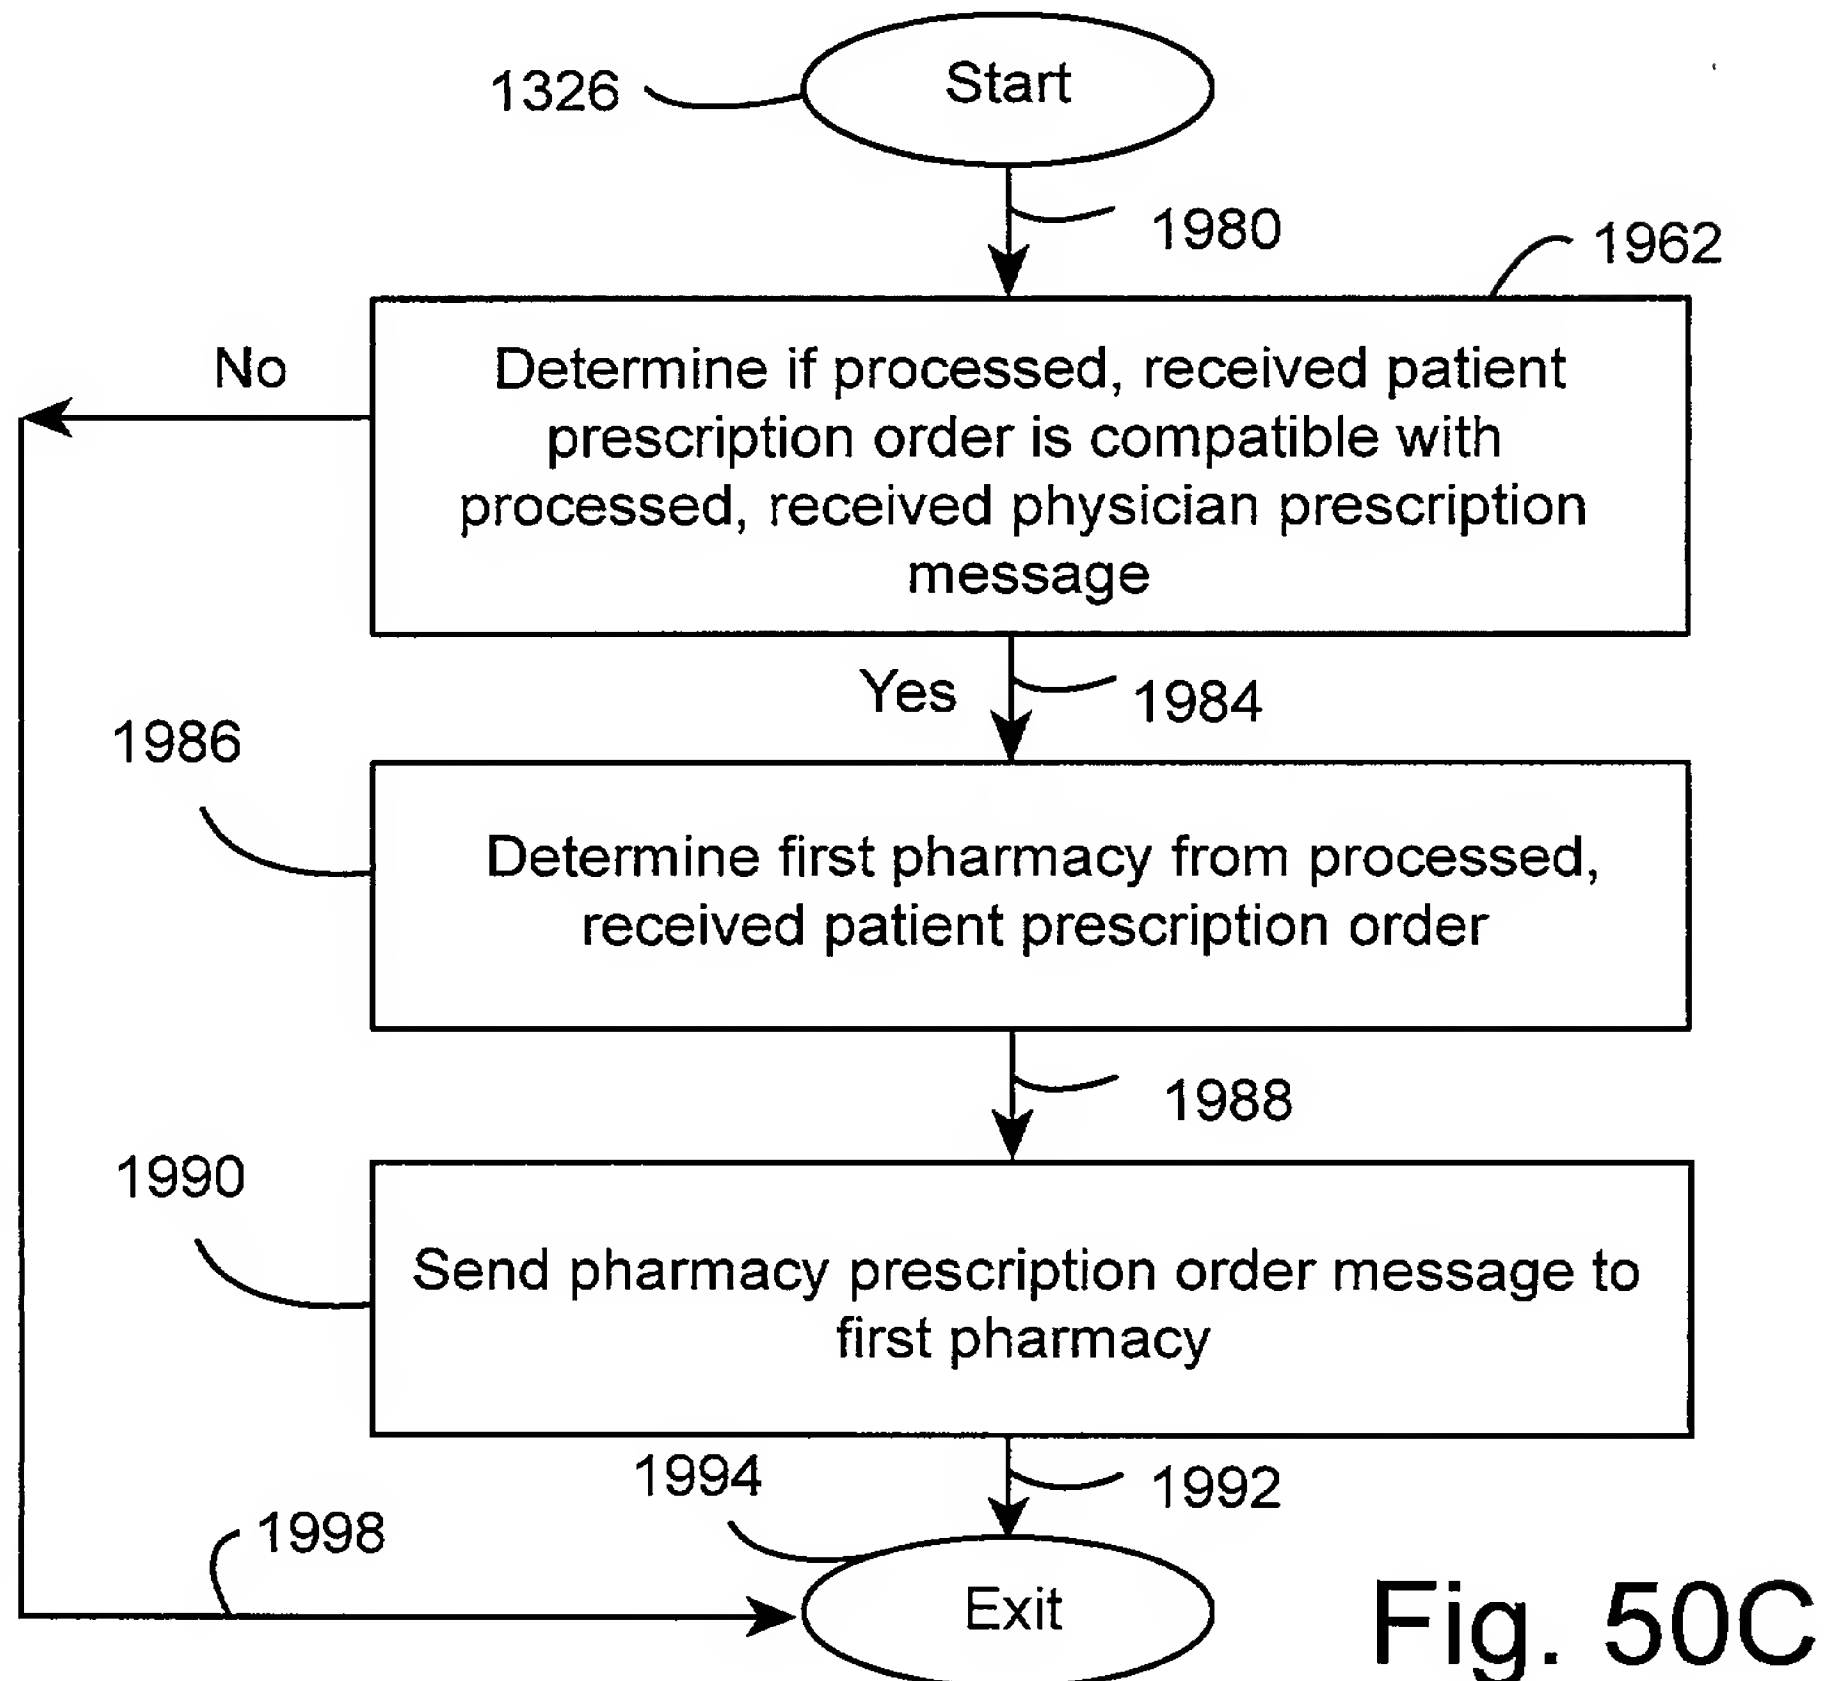 Start
1326
1980
1962
No
Determine if processed, received patient
prescription order is compatible with
processed, received physician prescription
message
Yes
1984
1986
Determine first pharmacy from processed,
received patient prescription order
1988
1990
Send pharmacy prescription order message to
first pharmacy
1994
1992
1998
Exit
Fig. 50C